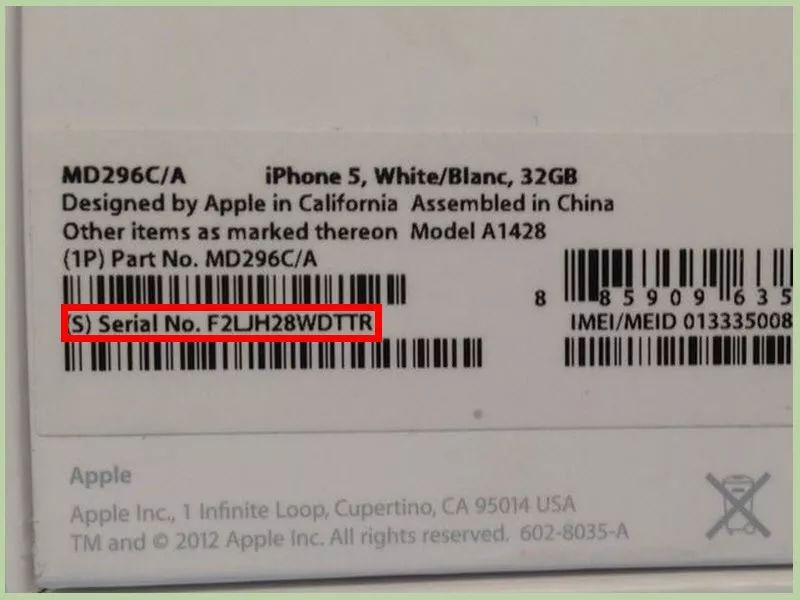 MD296C/A iPhone 5, White/Blanc, 32GB
Designed by Apple in California Assembled in China
Other items as marked thereon Model A1428
(1P) Part No. MD296C/A
8 85909 635
(S) Serial No. F2LJH28WDTTR
IMEI/MEID 013335008
Apple
Apple Inc., 1 Infinite Loop, Cupertino, CA 95014 USA
TM and © 2012 Apple Inc. All rights reserved. 602-8035-A